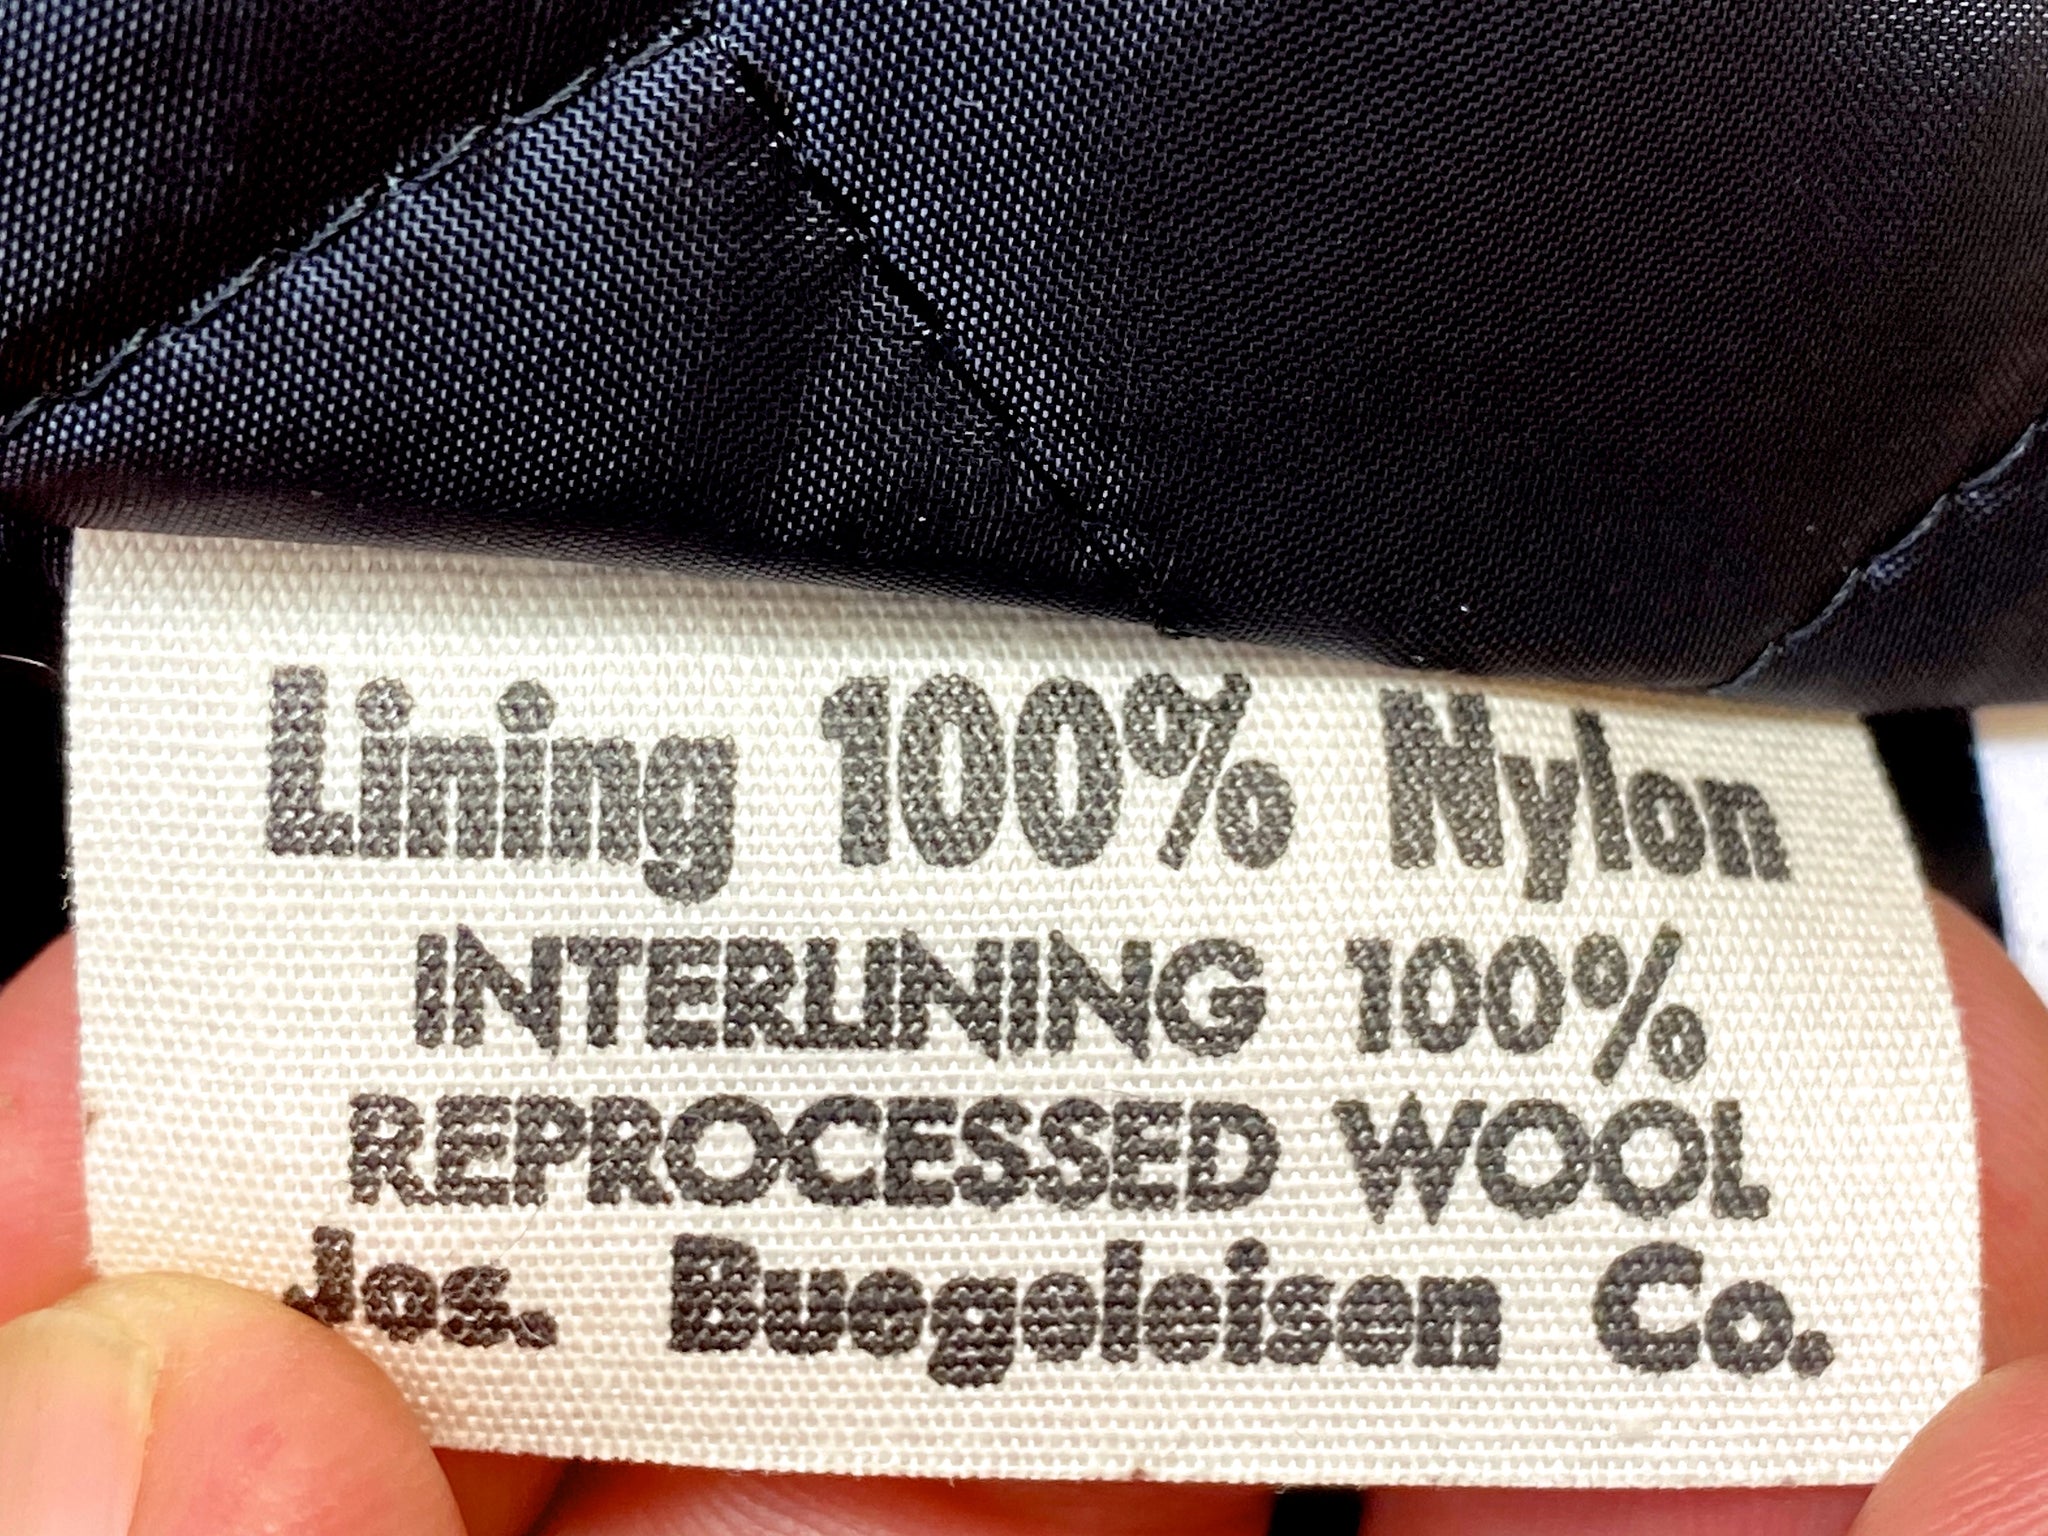 Lining 100% Nylon
INTERLINING 100%
REPROCESSED WOOL
Jos. Buegeleisen Co.